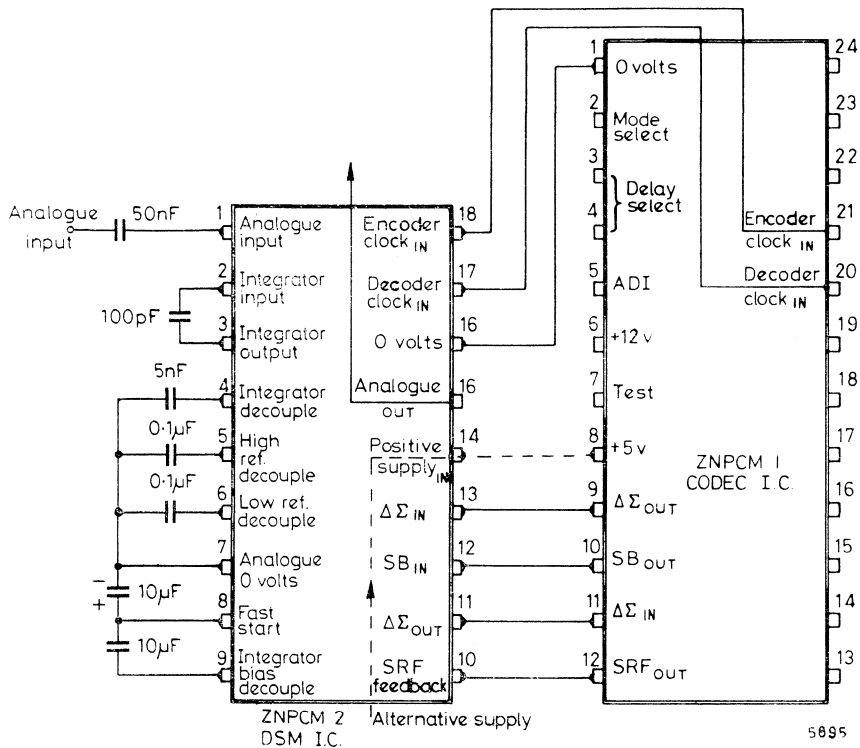 Analogue
input
50nF
100pF
5nF
0·1µF
0·1µF
−
+
10µF
10µF
1
Analogue
input
2
Integrator
input
3
Integrator
output
4
Integrator
decouple
5
High
ref.
decouple
6
Low ref.
decouple
7
Analogue
0 volts
8
Fast
start
9
Integrator
bias
decouple
18
Encoder
clock IN
17
Decoder
clock IN
16
0 volts
16
Analogue
OUT
14
Positive
supply IN
13
ΔΣ IN
12
SB IN
11
ΔΣ OUT
10
SRF
feedback
ZNPCM 2
DSM I.C.
Alternative supply
1
0 volts
2
Mode
select
3
Delay
select
4
5
ADI
6
+12v
7
Test
8
+5v
9
ΔΣ OUT
10
SB OUT
11
ΔΣ IN
12
SRF OUT
ZNPCM 1
CODEC I.C.
24
23
22
21
Encoder
clock IN
20
Decoder
clock IN
19
18
17
16
15
14
13
5895